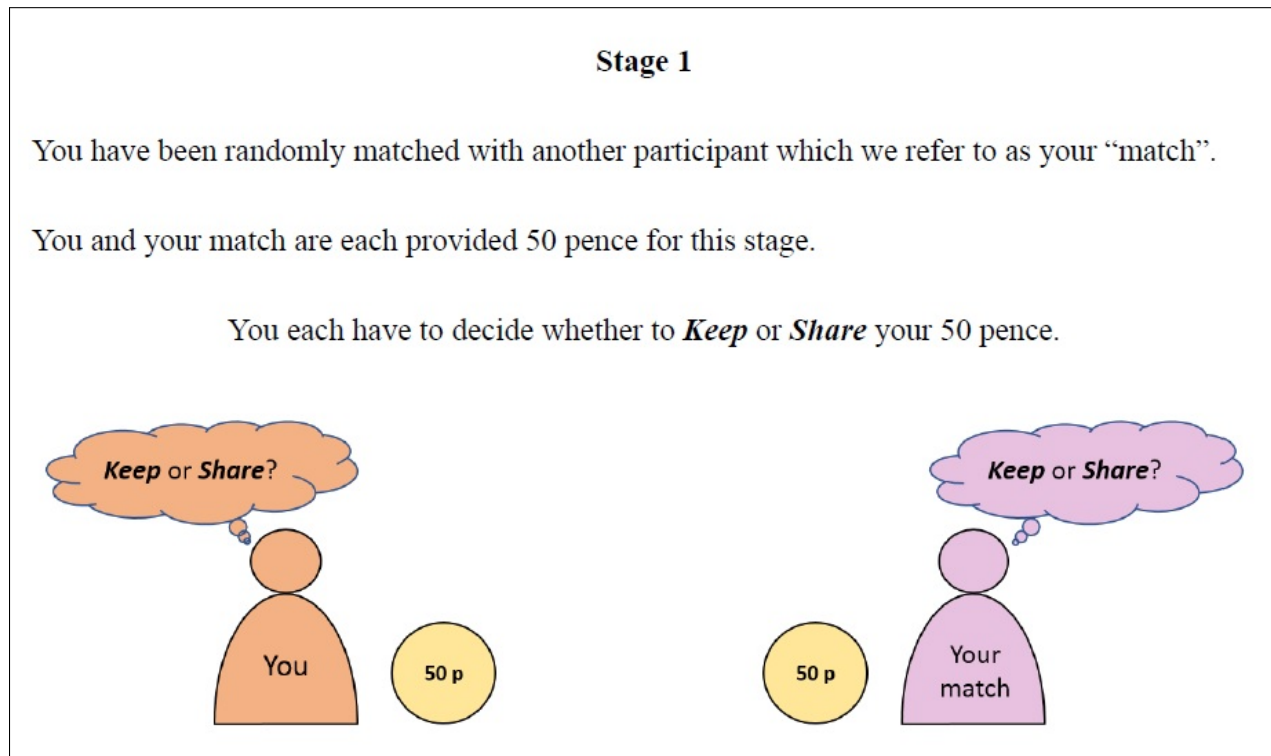 Stage 1
You have been randomly matched with another participant which we refer to as your “match”.
You and your match are each provided 50 pence for this stage.
You each have to decide whether to Keep or Share your 50 pence.
Keep or Share?
Keep or Share?
You
50 p
50 p
Your
match